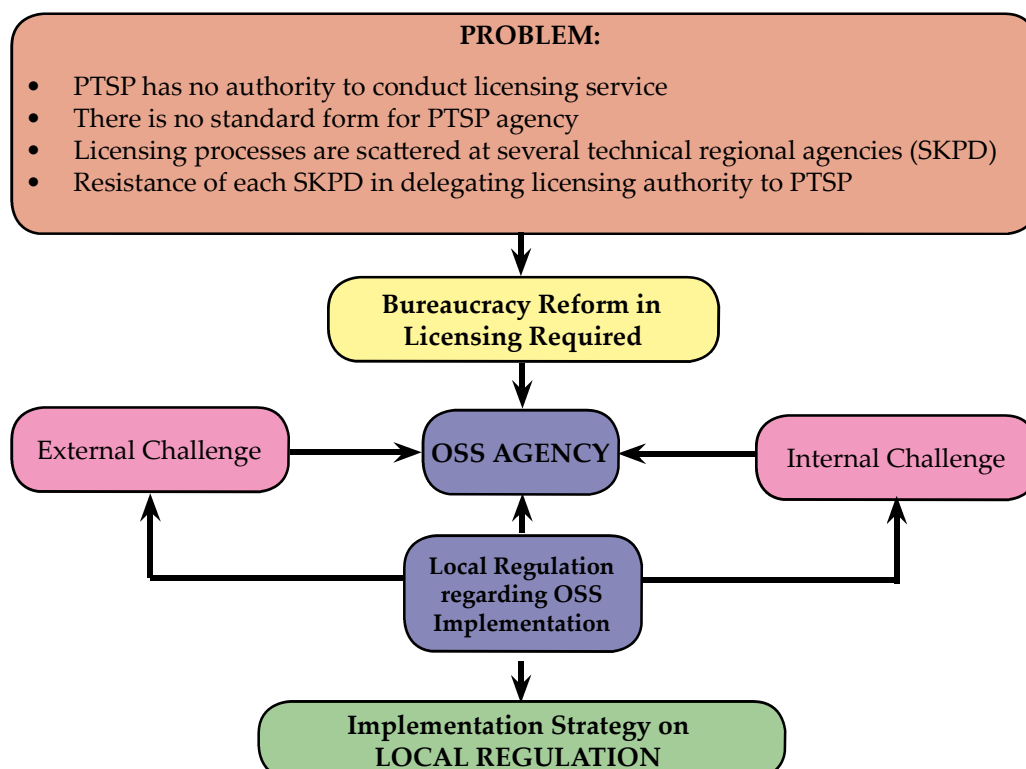 PROBLEM:
• PTSP has no authority to conduct licensing service
• There is no standard form for PTSP agency
• Licensing processes are scattered at several technical regional agencies (SKPD)
• Resistance of each SKPD in delegating licensing authority to PTSP
Bureaucracy Reform in
Licensing Required
External Challenge
OSS AGENCY
Internal Challenge
Local Regulation
regarding OSS
Implementation
Implementation Strategy on
LOCAL REGULATION